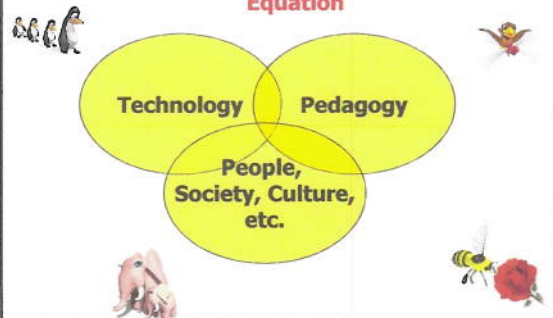 Equation
Technology
Pedagogy
People,
Society, Culture,
etc.